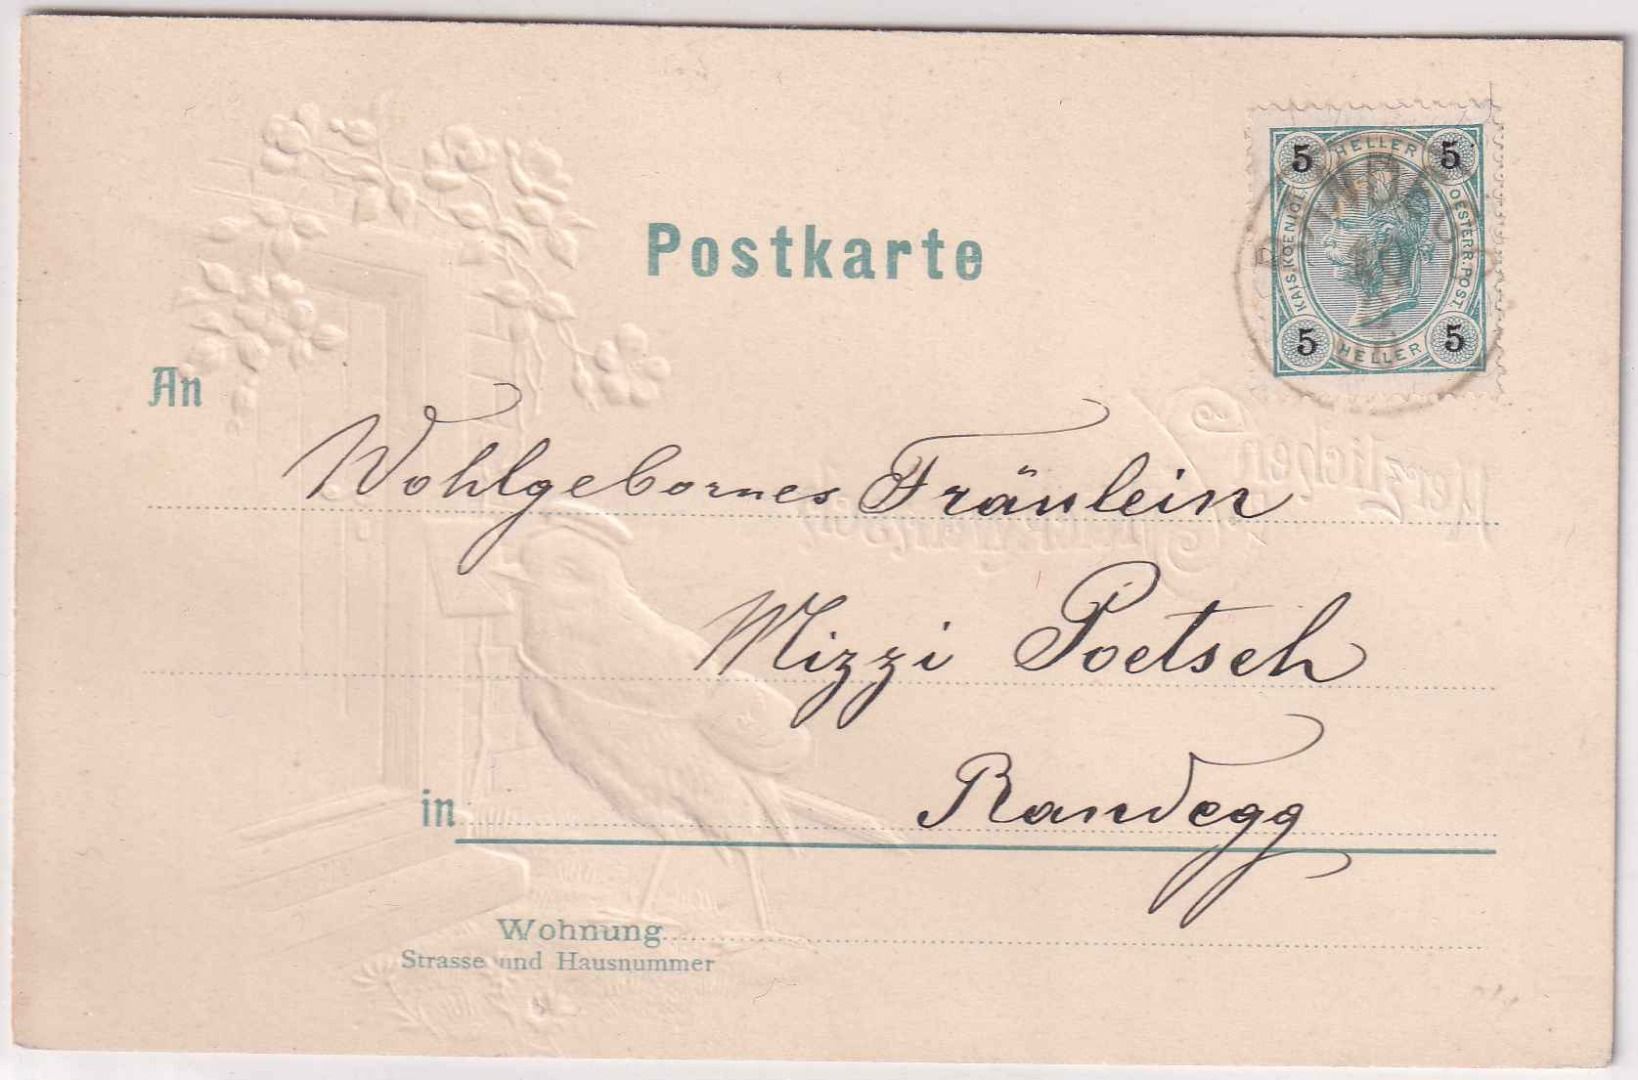 Postkarte
5 HELLER 5
KAIS. KOENIGL. OESTERR. POST.
5 HELLER 5
An
Herzlichen
Wohlgebornes Fräulein
Mizzi Poetsch
in Randegg
Wohnung
Strasse und Hausnummer